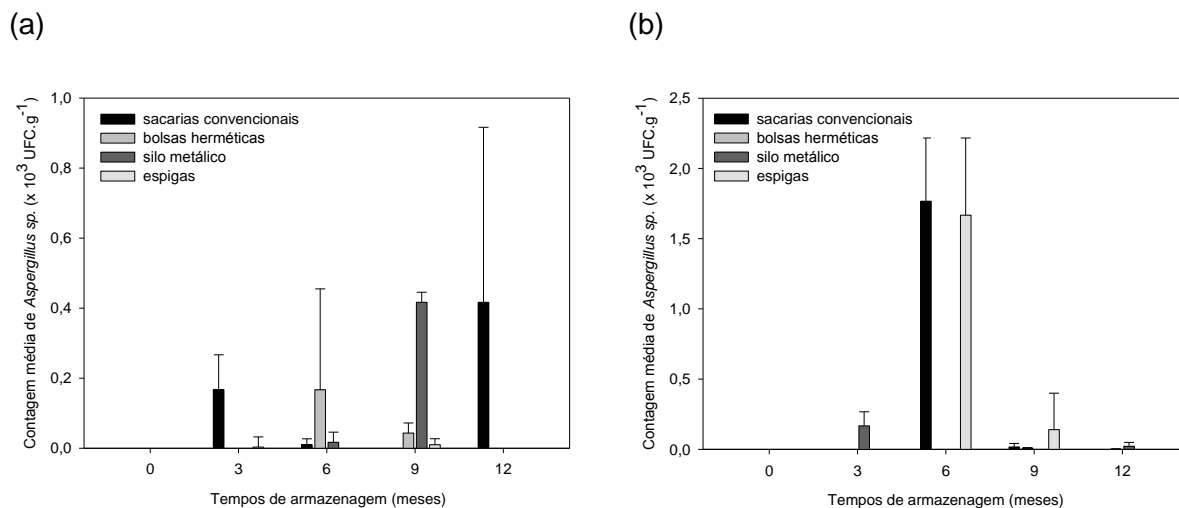 (a)
Contagem média de Aspergillus sp. (x 10³ UFC.g⁻¹)
1,0
0,8
0,6
0,4
0,2
0,0
sacarias convencionais
bolsas herméticas
silo metálico
espigas
0 3 6 9 12
Tempos de armazenagem (meses)
(b)
Contagem média de Aspergillus sp. (x 10³ UFC.g⁻¹)
2,5
2,0
1,5
1,0
0,5
0,0
sacarias convencionais
bolsas herméticas
silo metálico
espigas
0 3 6 9 12
Tempos de armazenagem (meses)